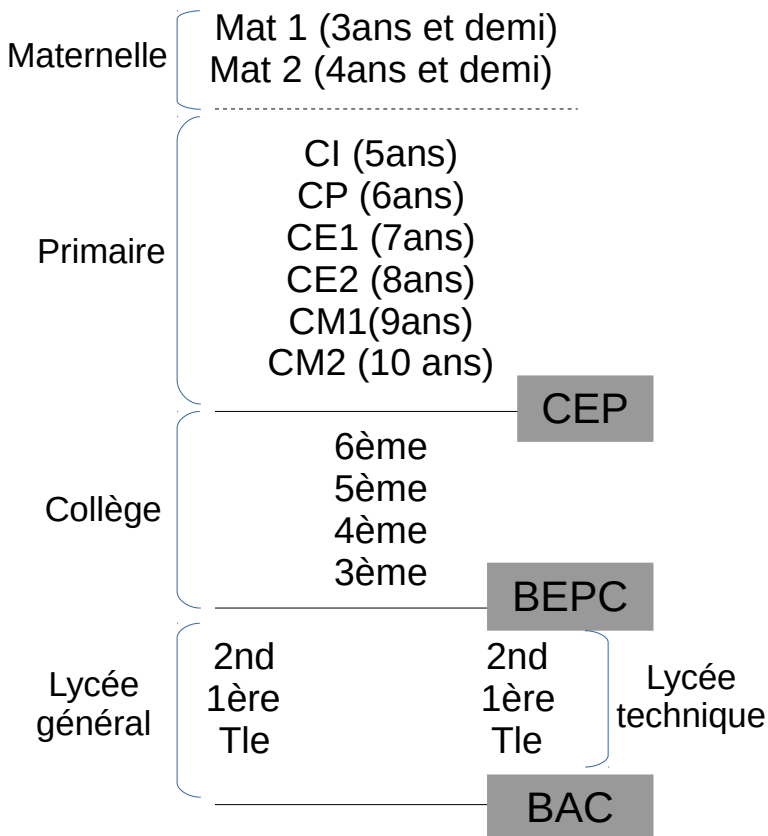 Maternelle
Mat 1 (3ans et demi)
Mat 2 (4ans et demi)
Primaire
CI (5ans)
CP (6ans)
CE1 (7ans)
CE2 (8ans)
CM1(9ans)
CM2 (10 ans)
CEP
Collège
6ème
5ème
4ème
3ème
BEPC
Lycée
général
2nd
1ère
Tle
2nd
1ère
Tle
Lycée
technique
BAC